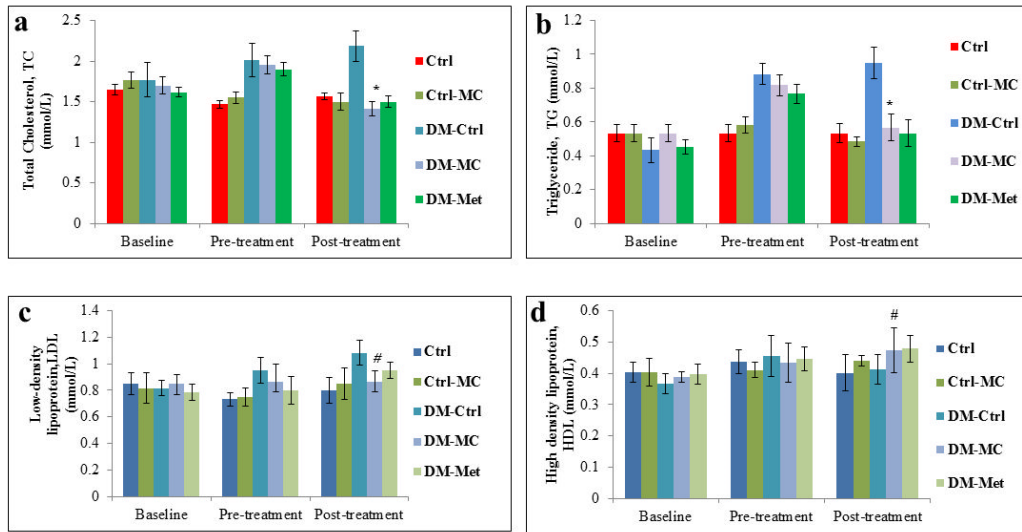 a
Total Cholesterol, TC
(mmol/L)
2.5
2
1.5
1
0.5
0
*
Baseline
Pre-treatment
Post-treatment
Ctrl
Ctrl-MC
DM-Ctrl
DM-MC
DM-Met
b
Triglyceride, TG (mmol/L)
1.2
1
0.8
0.6
0.4
0.2
0
*
Baseline
Pre-treatment
Post-treatment
Ctrl
Ctrl-MC
DM-Ctrl
DM-MC
DM-Met
c
Low-density
lipoprotein,LDL
(mmol/L)
1.4
1.2
1
0.8
0.6
0.4
0.2
0
#
Baseline
Pre-treatment
Post-treatment
Ctrl
Ctrl-MC
DM-Ctrl
DM-MC
DM-Met
d
High density lipoprotein,
HDL (mmol/L)
0.6
0.5
0.4
0.3
0.2
0.1
0
#
Baseline
Pre-treatment
Post-treatment
Ctrl
Ctrl-MC
DM-Ctrl
DM-MC
DM-Met